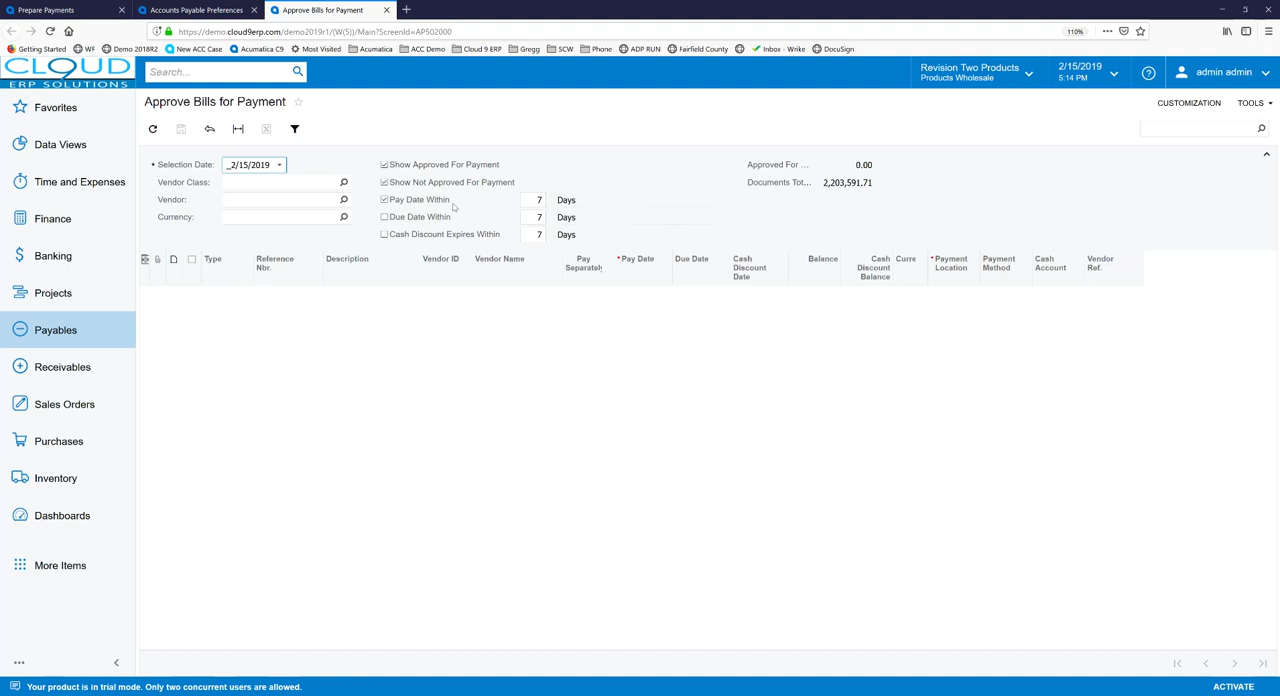 Prepare Payments
Accounts Payable Preferences
Approve Bills for Payment
https://demo.cloud9erp.com/demo2019r1/(W(5))/Main?ScreenId=AP502000
110%
Getting Started
WF
Demo 2018R2
New ACC Case
Acumatica C9
Most Visited
Acumatica
ACC Demo
Cloud 9 ERP
Gregg
SCW
Phone
ADP RUN
Fairfield County
Inbox - Wrike
DocuSign
CLOUD
ERP SOLUTIONS
Search...
Revision Two Products
Products Wholesale
2/15/2019
5:14 PM
admin admin
Favorites
Data Views
Time and Expenses
Finance
Banking
Projects
Payables
Receivables
Sales Orders
Purchases
Inventory
Dashboards
More Items
Approve Bills for Payment
CUSTOMIZATION
TOOLS
* Selection Date: _2/15/2019
Vendor Class:
Vendor:
Currency:
Show Approved For Payment
Show Not Approved For Payment
Pay Date Within 7 Days
Due Date Within 7 Days
Cash Discount Expires Within 7 Days
Approved For ... 0.00
Documents Tot... 2,203,591.71
Type
Reference Nbr.
Description
Vendor ID
Vendor Name
Pay Separately
* Pay Date
Due Date
Cash Discount Date
Balance
Cash Discount Balance
Curre
* Payment Location
Payment Method
Cash Account
Vendor Ref.
Your product is in trial mode. Only two concurrent users are allowed.
ACTIVATE